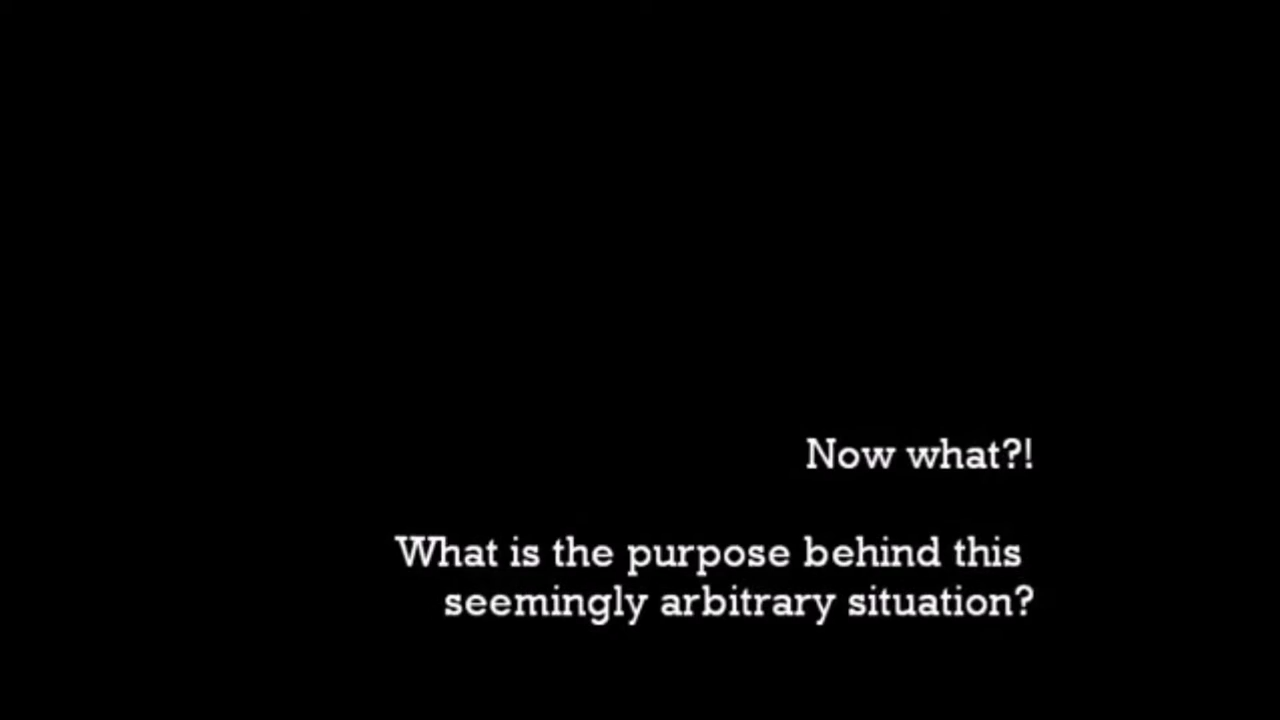 Now what?!
What is the purpose behind this
seemingly arbitrary situation?